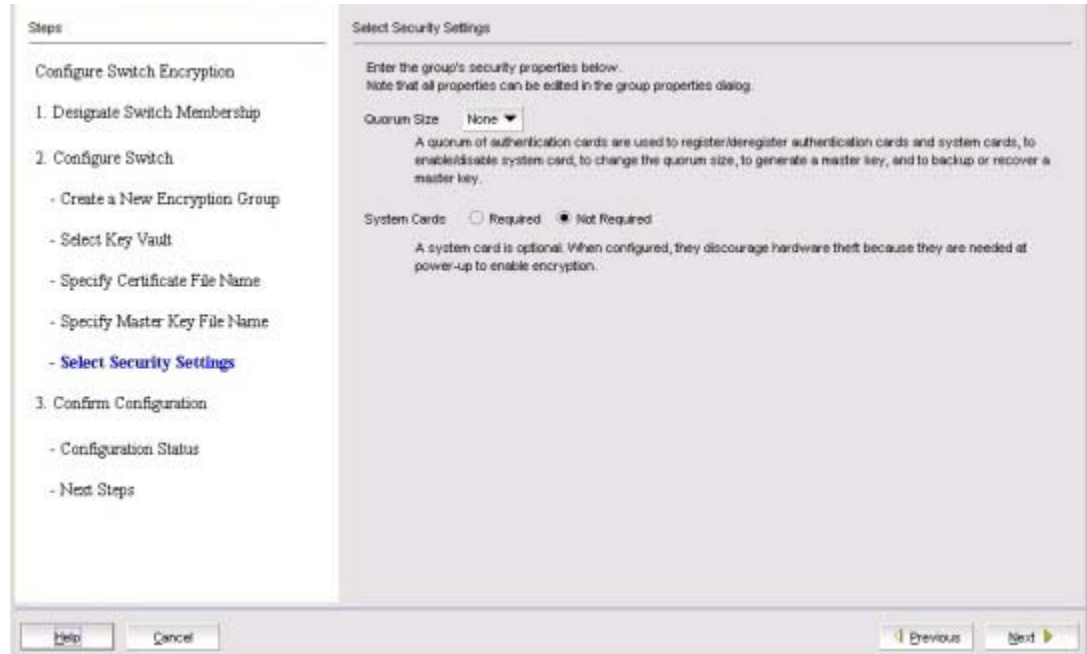 Steps
Configure Switch Encryption
1. Designate Switch Membership
2. Configure Switch
- Create a New Encryption Group
- Select Key Vault
- Specify Certificate File Name
- Specify Master Key File Name
- Select Security Settings
3. Confirm Configuration
- Configuration Status
- Next Steps
Select Security Settings
Enter the group's security properties below.
Note that all properties can be edited in the group properties dialog.
Quorum Size None
A quorum of authentication cards are used to register/deregister authentication cards and system cards, to
enable/disable system card, to change the quorum size, to generate a master key, and to backup or recover a
master key.
System Cards Required Not Required
A system card is optional. When configured, they discourage hardware theft because they are needed at
power-up to enable encryption.
Help Cancel Previous Next